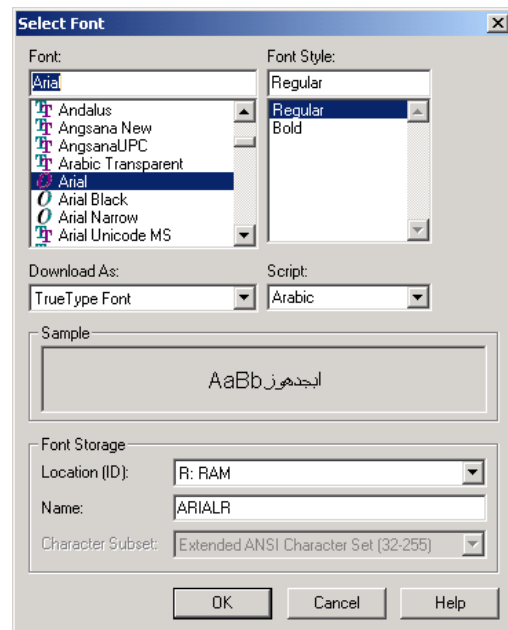 Select Font
Font:
Font Style:
Arial
Regular
Andalus
Angsana New
AngsanaUPC
Arabic Transparent
Arial
Arial Black
Arial Narrow
Arial Unicode MS
Regular
Bold
Download As:
Script:
TrueType Font
Arabic
Sample
AaBbابجدهوز
Font Storage
Location (ID):
R: RAM
Name:
ARIALR
Character Subset:
Extended ANSI Character Set (32-255)
OK
Cancel
Help